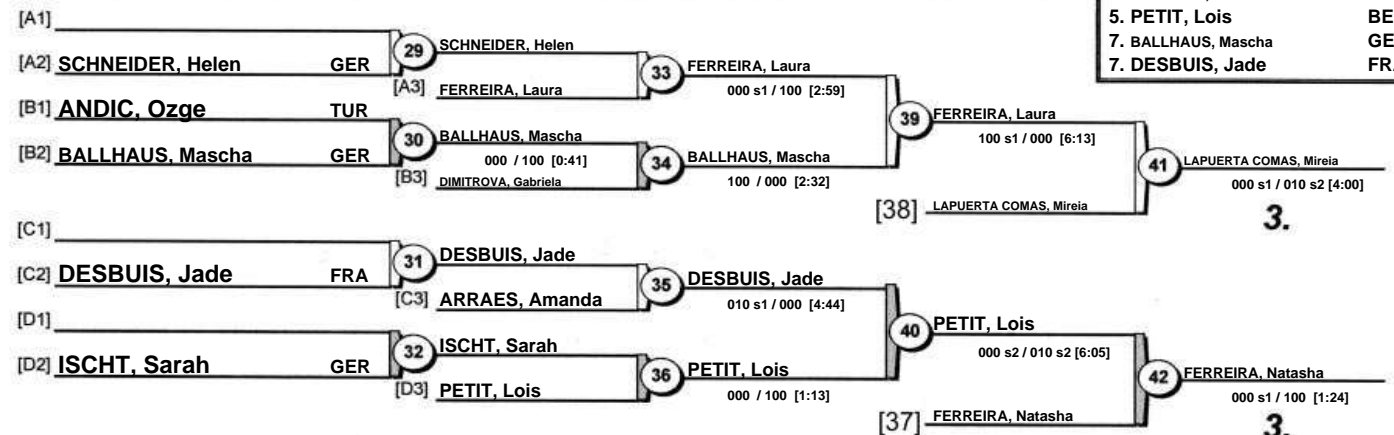 5. PETIT, Lois BE
7. BALLHAUS, Mascha GE
7. DESBUIS, Jade FRA
[A1]
[A2] SCHNEIDER, Helen GER
29
SCHNEIDER, Helen
[A3] FERREIRA, Laura
33
FERREIRA, Laura
000 s1 / 100 [2:59]
[B1] ANDIC, Ozge TUR
[B2] BALLHAUS, Mascha GER
30
BALLHAUS, Mascha
000 / 100 [0:41]
[B3] DIMITROVA, Gabriela
34
BALLHAUS, Mascha
100 / 000 [2:32]
39
FERREIRA, Laura
100 s1 / 000 [6:13]
[38] LAPUERTA COMAS, Mireia
41
LAPUERTA COMAS, Mireia
000 s1 / 010 s2 [4:00]
3.
[C1]
[C2] DESBUIS, Jade FRA
31
DESBUIS, Jade
[C3] ARRAES, Amanda
35
DESBUIS, Jade
010 s1 / 000 [4:44]
[D1]
[D2] ISCHT, Sarah GER
32
ISCHT, Sarah
[D3] PETIT, Lois
36
PETIT, Lois
000 / 100 [1:13]
40
PETIT, Lois
000 s2 / 010 s2 [6:05]
[37] FERREIRA, Natasha
42
FERREIRA, Natasha
000 s1 / 100 [1:24]
3.